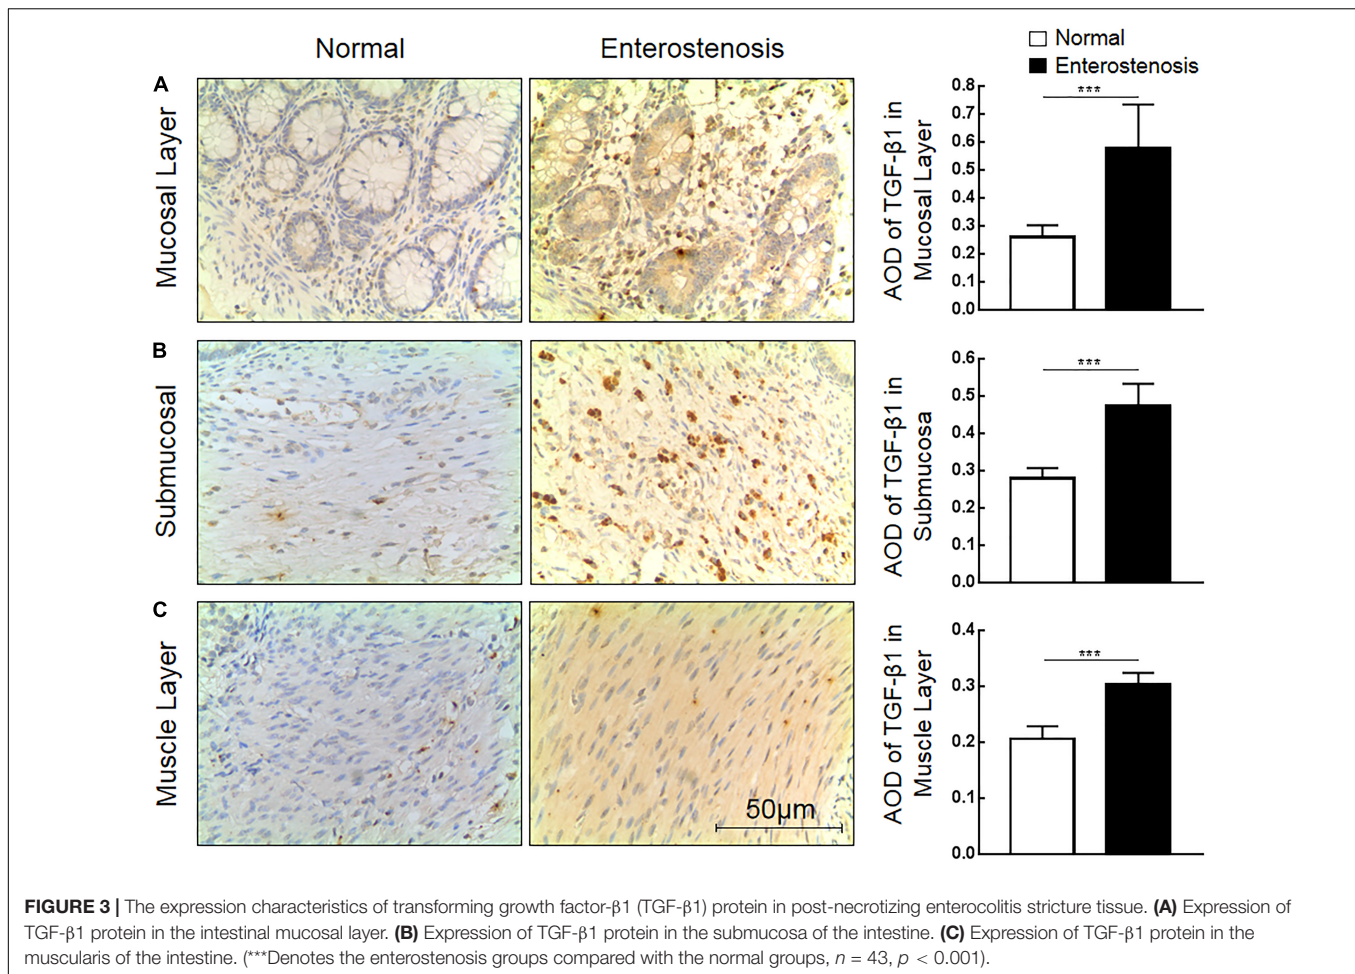 Normal
Enterostenosis
Normal
Enterostenosis
A
Mucosal Layer
AOD of TGF-β1 in
Mucosal Layer
0.8
0.7
0.6
0.5
0.4
0.3
0.2
0.1
0.0
***
B
Submucosal
AOD of TGF-β1 in
Submucosa
0.6
0.5
0.4
0.3
0.2
0.1
0.0
***
C
Muscle Layer
50μm
AOD of TGF-β1 in
Muscle Layer
0.4
0.3
0.2
0.1
0.0
***
FIGURE 3 | The expression characteristics of transforming growth factor-β1 (TGF-β1) protein in post-necrotizing enterocolitis stricture tissue. (A) Expression of
TGF-β1 protein in the intestinal mucosal layer. (B) Expression of TGF-β1 protein in the submucosa of the intestine. (C) Expression of TGF-β1 protein in the
muscularis of the intestine. (***Denotes the enterostenosis groups compared with the normal groups, n = 43, p < 0.001).